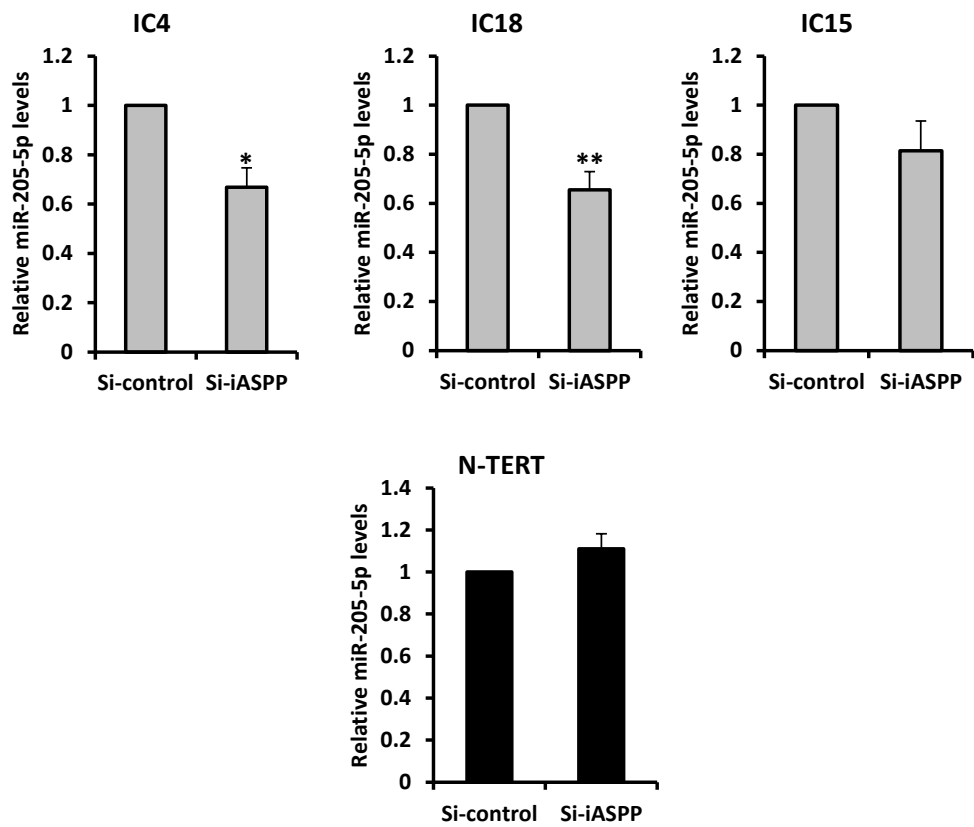 IC4
Relative miR-205-5p levels
1.2
1
0.8
0.6
0.4
0.2
0
*
Si-control Si-iASPP
IC18
Relative miR-205-5p levels
1.2
1
0.8
0.6
0.4
0.2
0
**
Si-control Si-iASPP
IC15
Relative miR-205-5p levels
1.2
1
0.8
0.6
0.4
0.2
0
Si-control Si-iASPP
N-TERT
Relative miR-205-5p levels
1.4
1.2
1
0.8
0.6
0.4
0.2
0
Si-control Si-iASPP